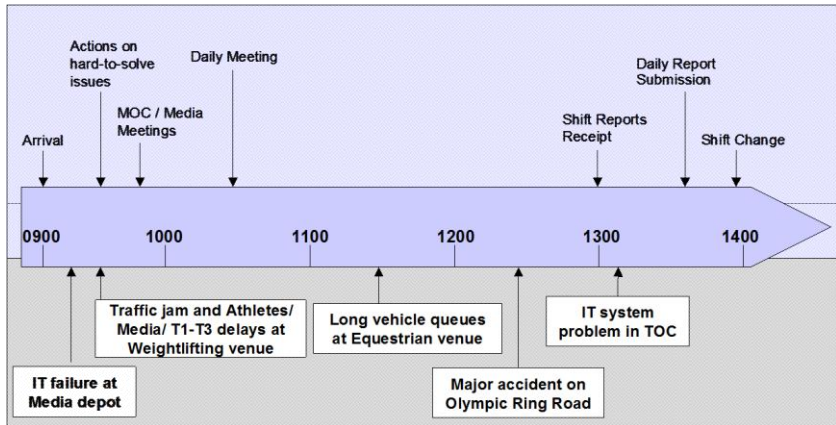 Actions on
hard-to-solve
issues
Daily Meeting
Daily Report
Submission
MOC / Media
Meetings
Shift Reports
Receipt
Arrival
Shift Change
0900
1000
1100
1200
1300
1400
Traffic jam and Athletes/
Media/ T1-T3 delays at
Weightlifting venue
Long vehicle queues
at Equestrian venue
IT system
problem in TOC
IT failure at
Media depot
Major accident on
Olympic Ring Road